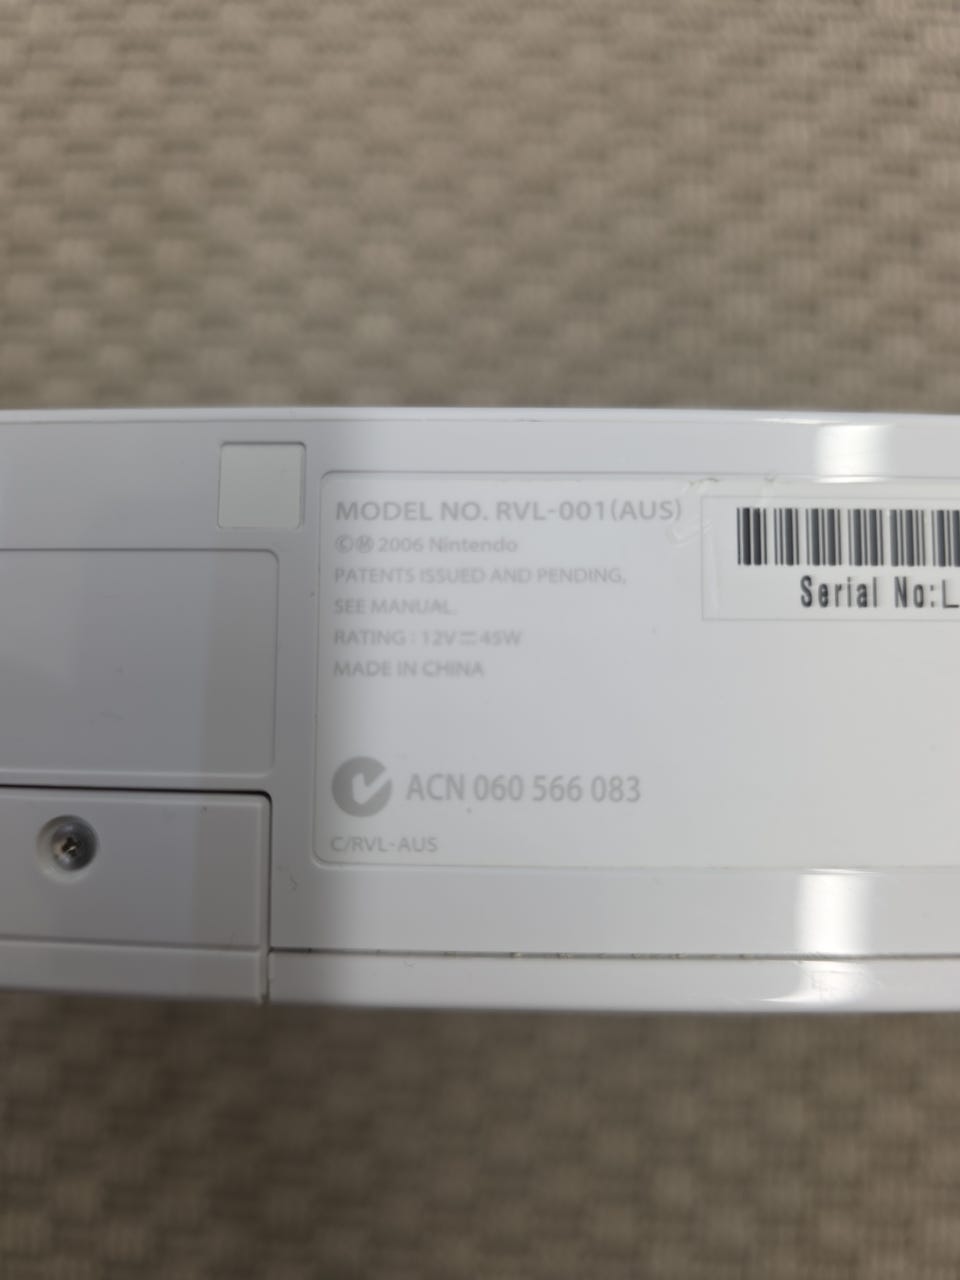 MODEL NO. RVL-001(AUS)
©Ⓜ 2006 Nintendo
PATENTS ISSUED AND PENDING,
SEE MANUAL.
RATING : 12V⎓45W
MADE IN CHINA
Serial No:L
ACN 060 566 083
C/RVL-AUS